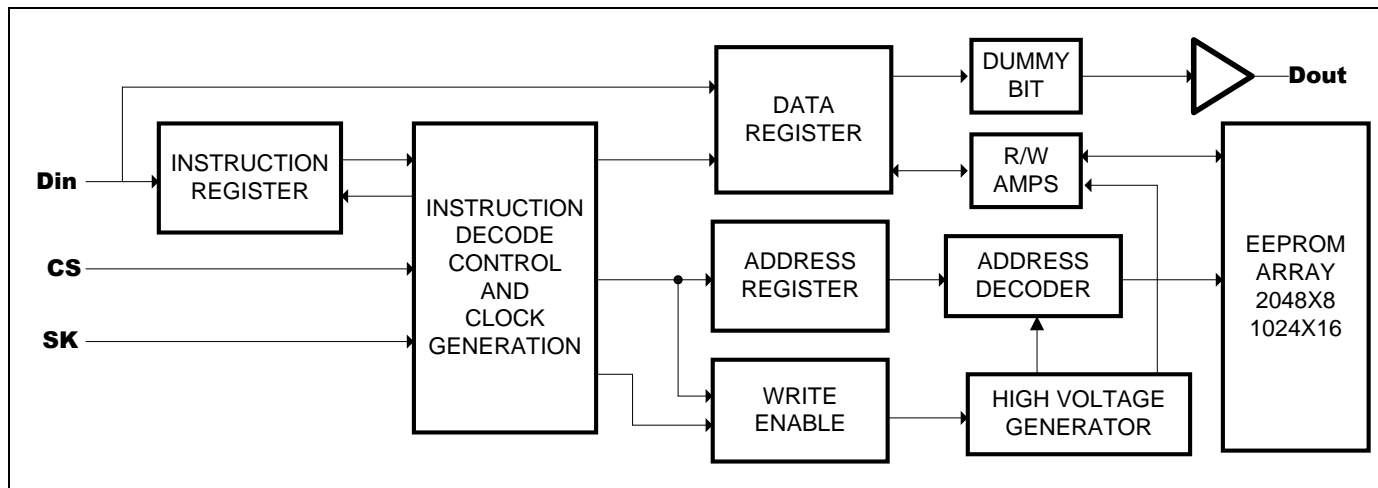 DUMMY
BIT
Dout
DATA
REGISTER
Din
INSTRUCTION
REGISTER
R/W
AMPS
INSTRUCTION
DECODE
CONTROL
AND
CLOCK
GENERATION
CS
SK
ADDRESS
REGISTER
ADDRESS
DECODER
EEPROM
ARRAY
2048X8
1024X16
WRITE
ENABLE
HIGH VOLTAGE
GENERATOR